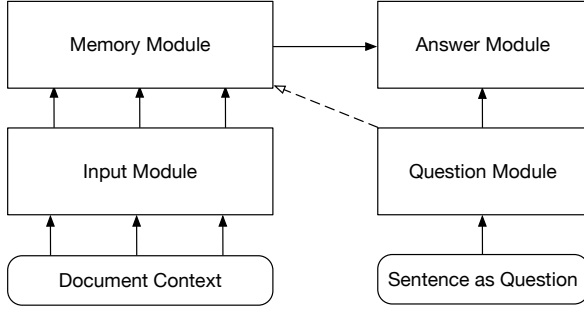 Memory Module
Answer Module
Input Module
Question Module
Document Context
Sentence as Question